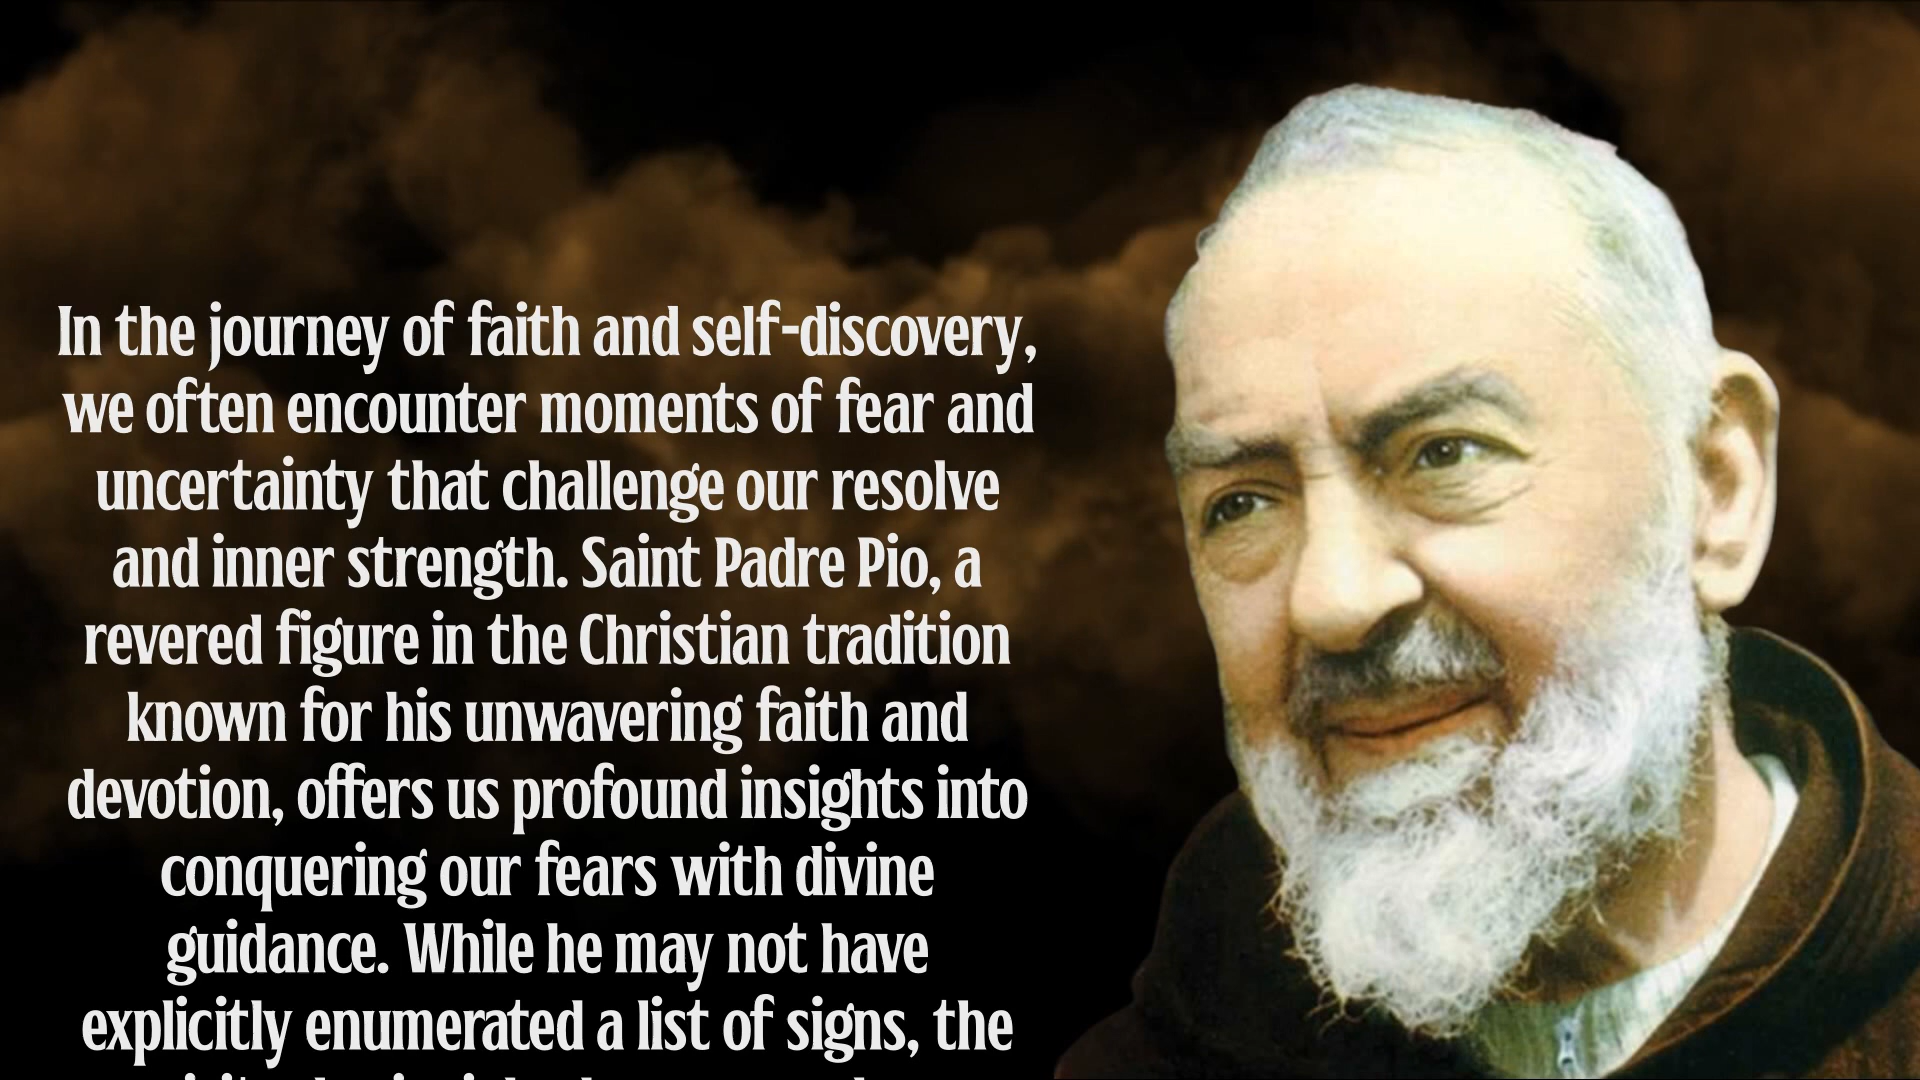 In the journey of faith and self-discovery,
we often encounter moments of fear and
uncertainty that challenge our resolve
and inner strength. Saint Padre Pio, a
revered figure in the Christian tradition
known for his unwavering faith and
devotion, offers us profound insights into
conquering our fears with divine
guidance. While he may not have
explicitly enumerated a list of signs, the